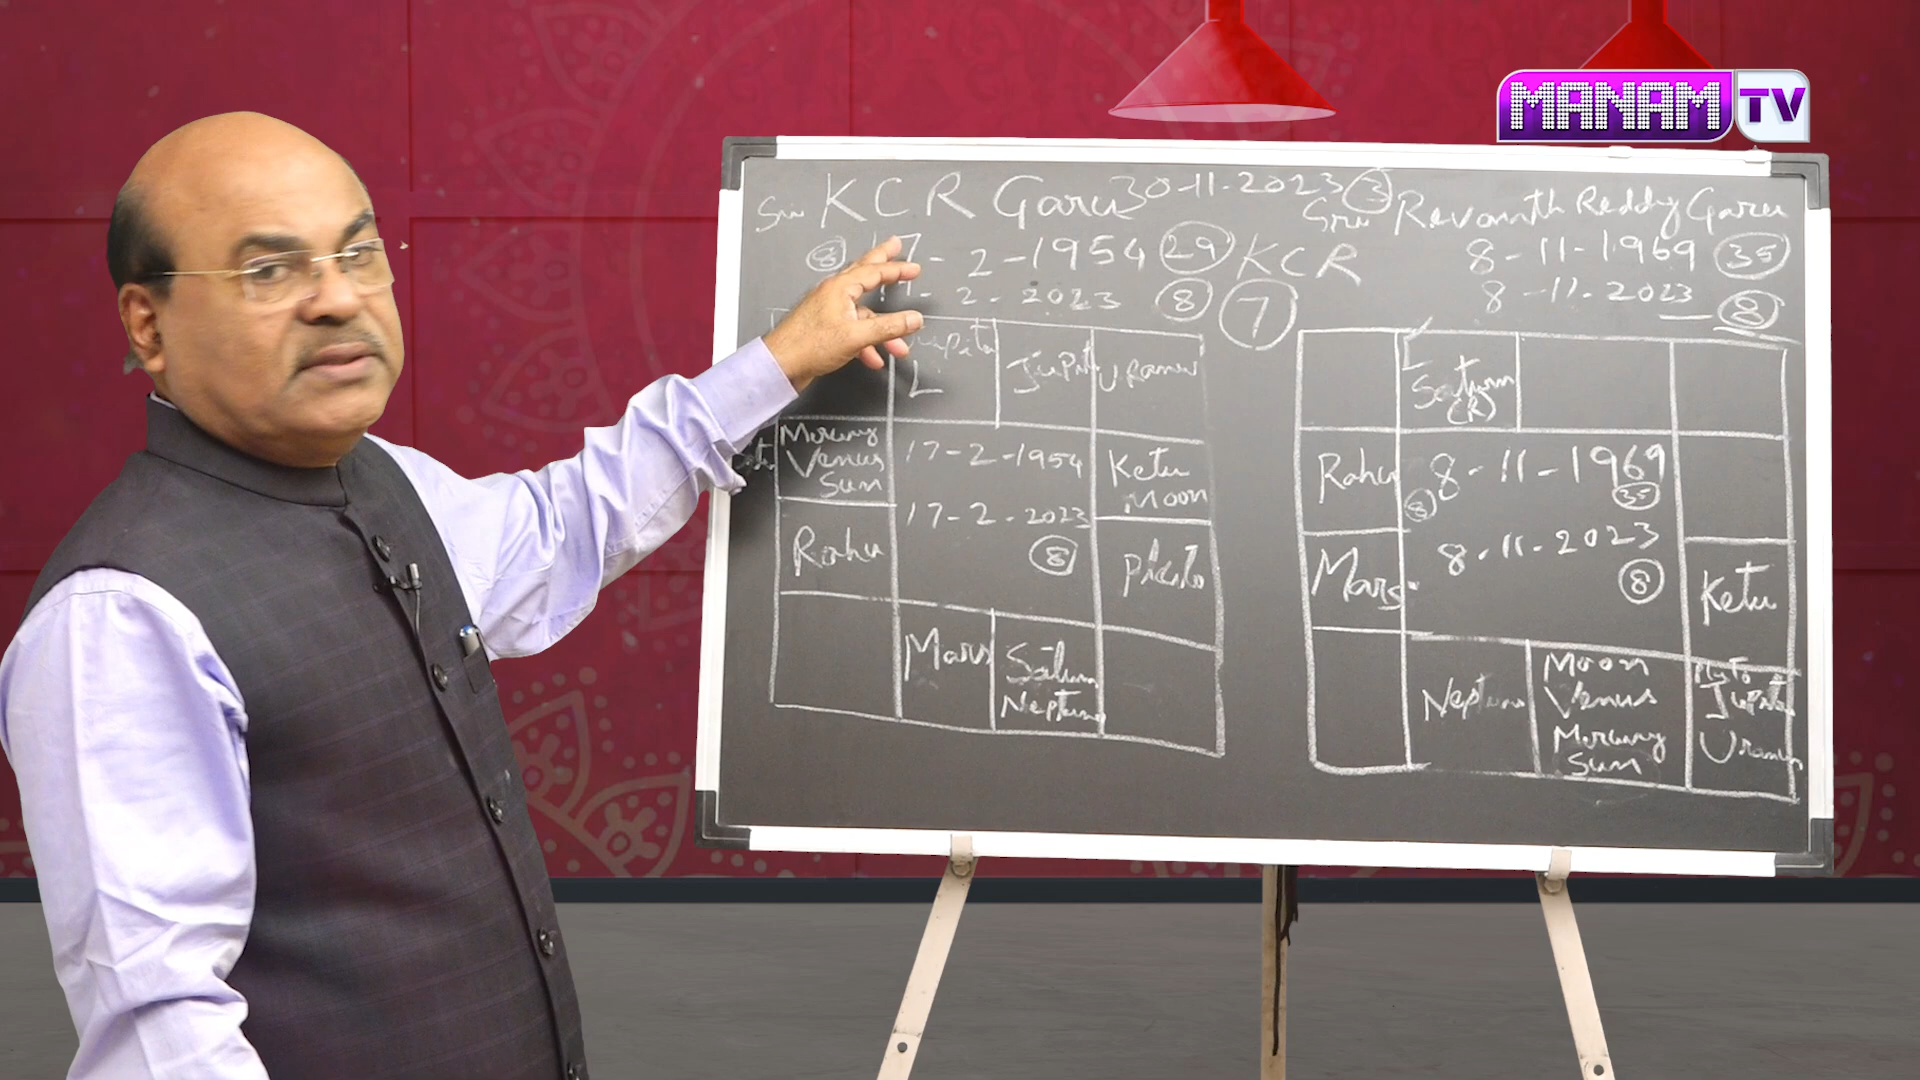 MANAM TV
Sri KCR Garu 30-11-2023 3
8 17-2-1954 29 KCR
17-2-2023 8 7
Sri Revanth Reddy Garu
8-11-1969 35
8-11-2023 8
L Jupit Uranus
Mercury
Venus
Sun
17-2-1954
17-2-2023
8
Ketu
Moon
Rahu
Pluto
Mars
Saturn
Neptune
L
Saturn
(R)
Rahu
8-11-1969
8 35
8-11-2023
8
Mars
Ketu
Neptune
Moon
Venus
Mercury
Sun
Pluto
Jupiter
Uranus